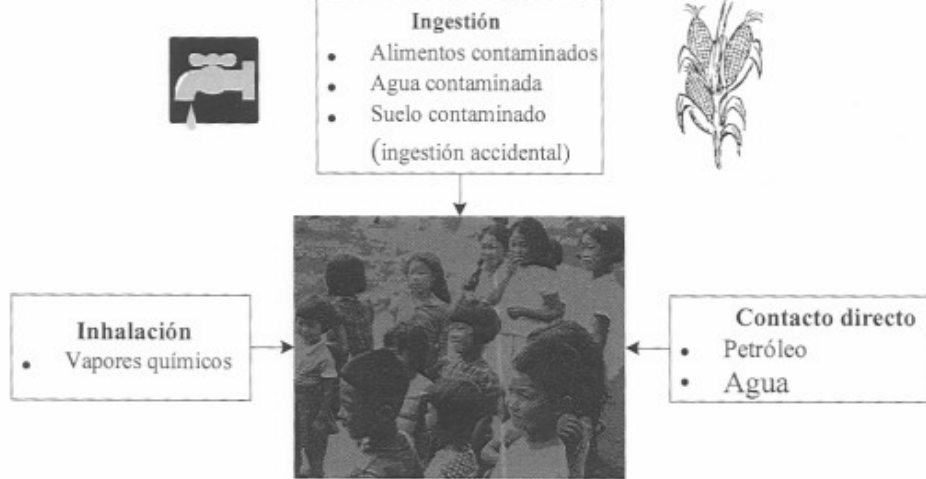 Ingestión
• Alimentos contaminados
• Agua contaminada
• Suelo contaminado
(ingestión accidental)
Inhalación
• Vapores químicos
Contacto directo
• Petróleo
• Agua